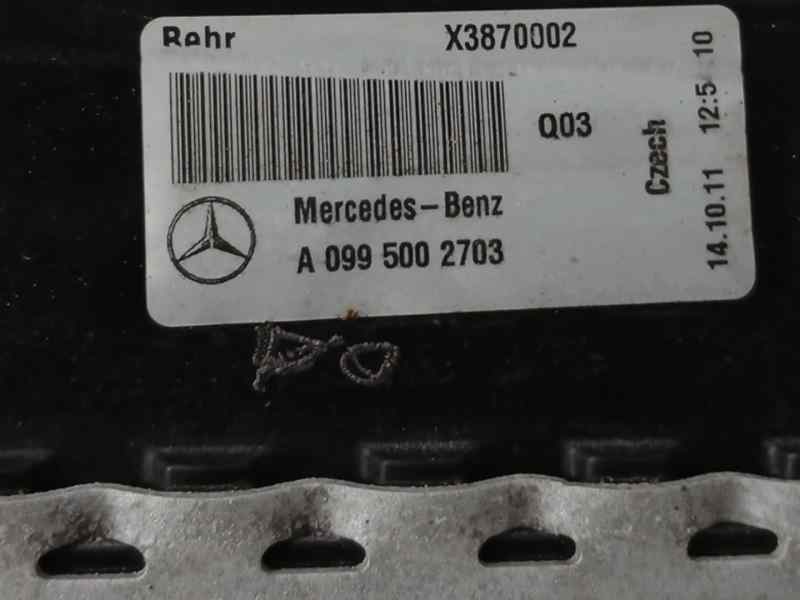 Behr X3870002
Q03
Mercedes-Benz
A 099 500 2703
Czech
14.10.11 12:5 10